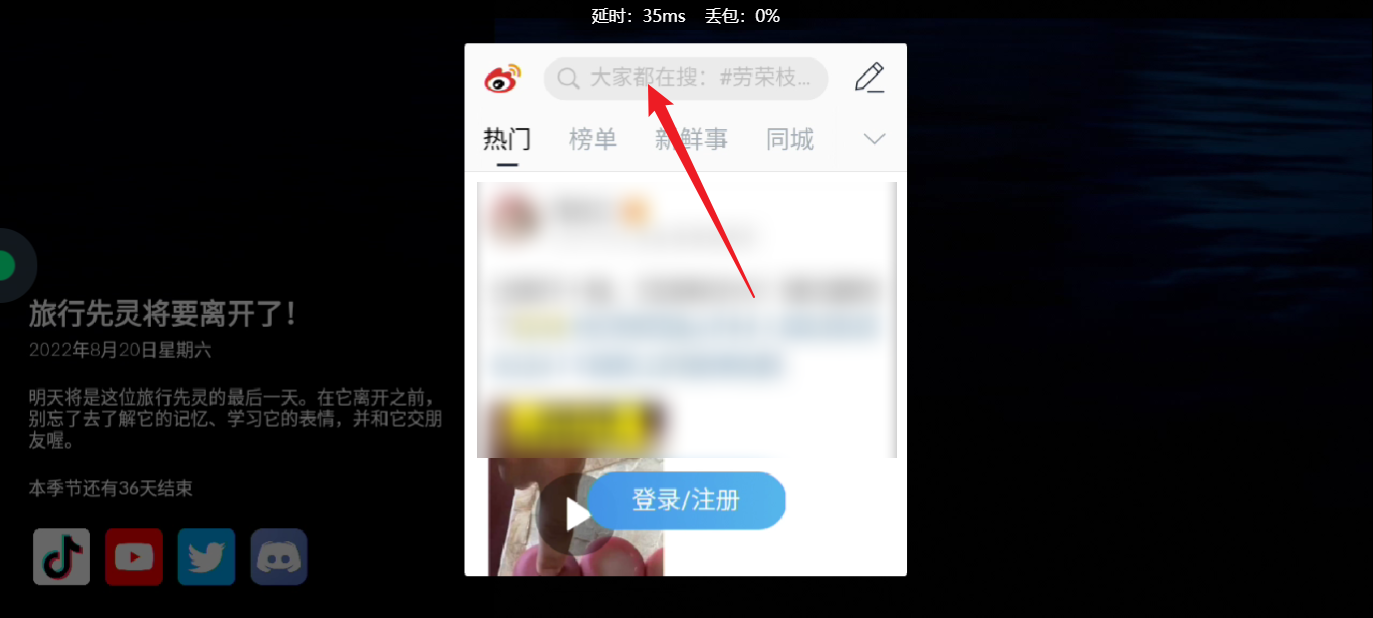 延时：35ms 丢包：0%
大家都在搜：#劳荣枝...
热门 榜单 新鲜事 同城
旅行先灵将要离开了！
2022年8月20日星期六
明天将是这位旅行先灵的最后一天。在它离开之前，
别忘了去了解它的记忆、学习它的表情，并和它交朋
友喔。
本季节还有36天结束
登录/注册